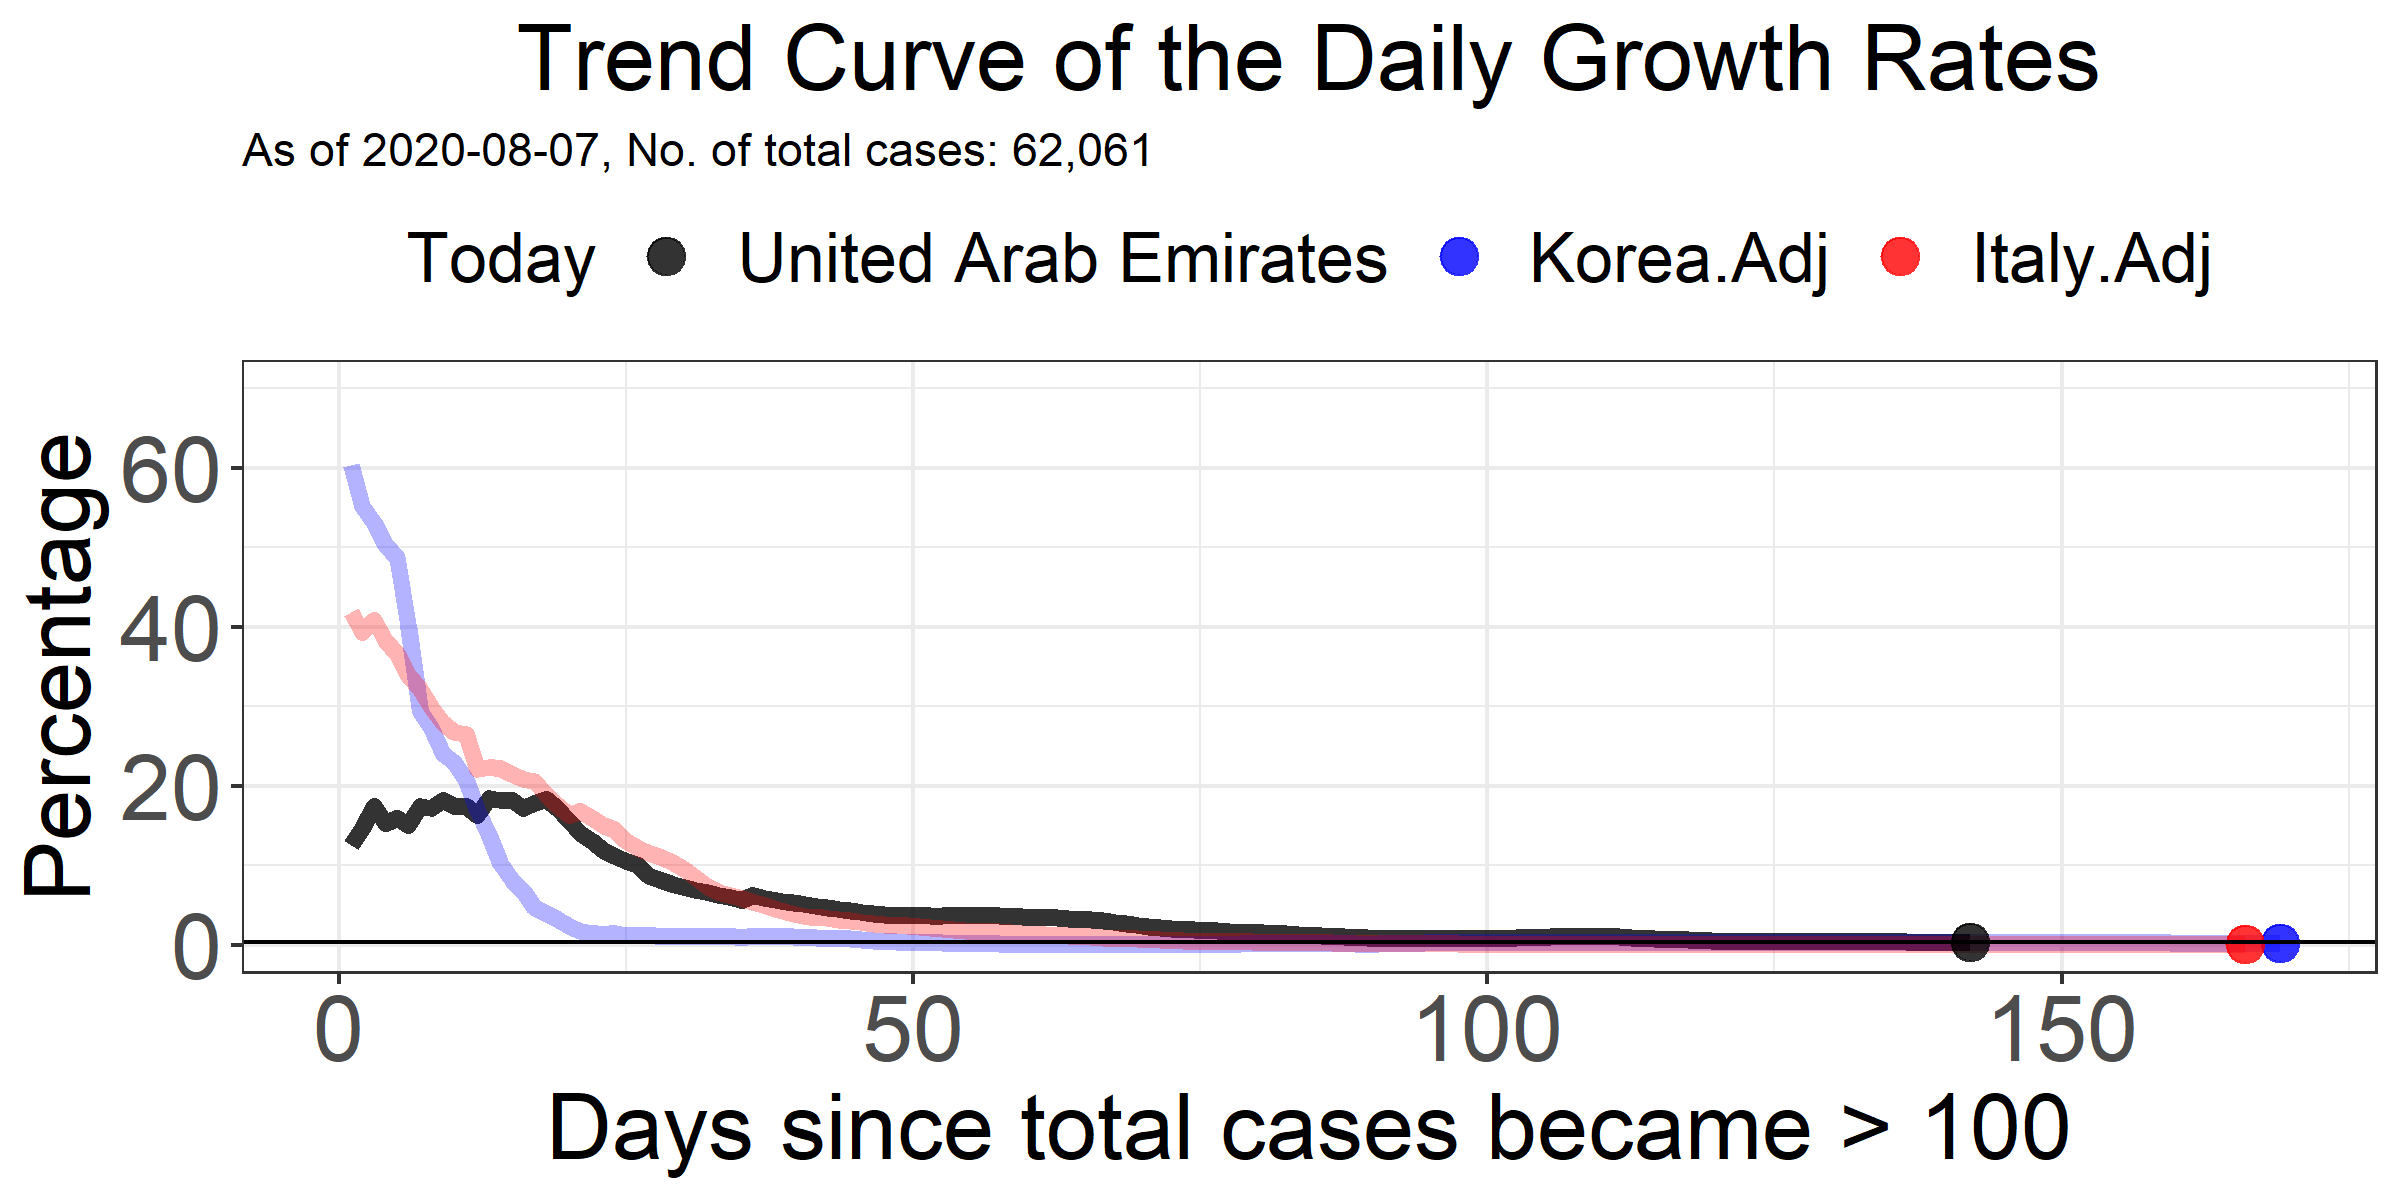 Trend Curve of the Daily Growth Rates
As of 2020-08-07, No. of total cases: 62,061
Today United Arab Emirates Korea.Adj Italy.Adj
Percentage
60
40
20
0
0 50 100 150
Days since total cases became > 100